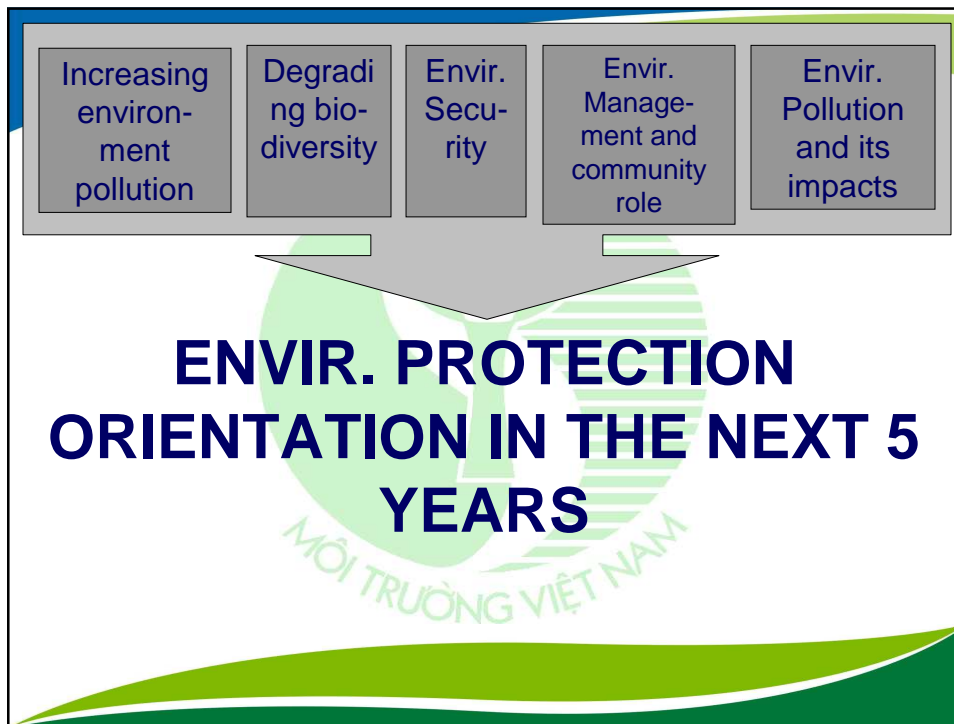 Increasing
environ-
ment
pollution
Degradi
ng bio-
diversity
Envir.
Secu-
rity
Envir.
Manage-
ment and
community
role
Envir.
Pollution
and its
impacts
ENVIR. PROTECTION
ORIENTATION IN THE NEXT 5
YEARS
MÔI TRƯỜNG VIỆT NAM